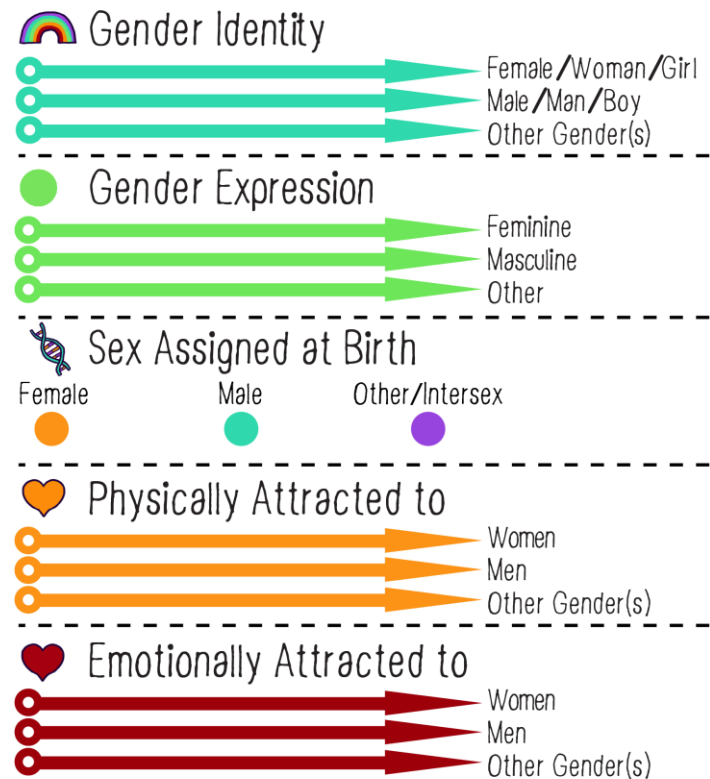 Gender Identity
Female/Woman/Girl
Male/Man/Boy
Other Gender(s)
Gender Expression
Feminine
Masculine
Other
Sex Assigned at Birth
Female Male Other/Intersex
Physically Attracted to
Women
Men
Other Gender(s)
Emotionally Attracted to
Women
Men
Other Gender(s)